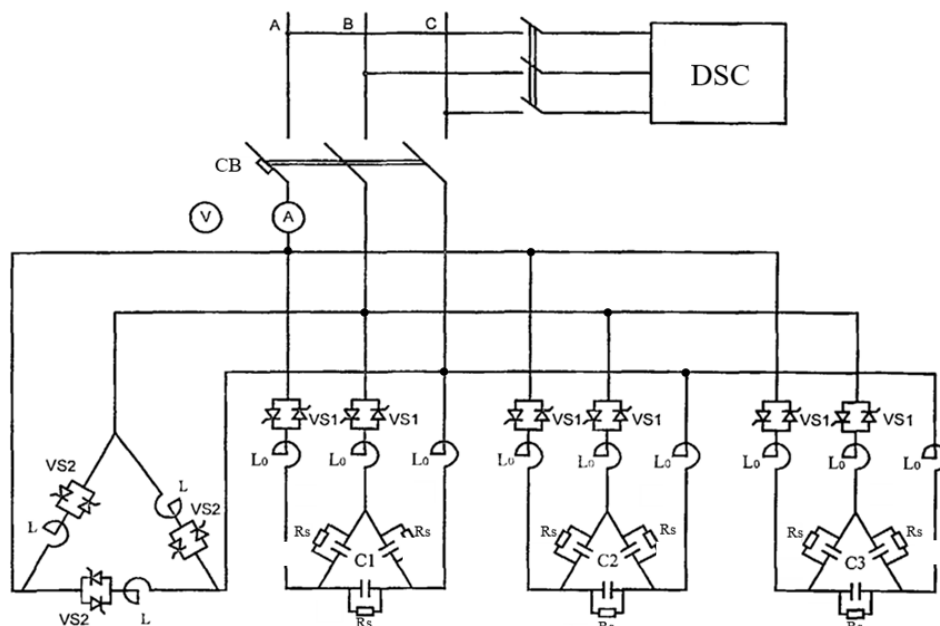 A B C
DSC
CB
V A
VS1 VS1 VS1 VS1 VS1 VS1
L0 L0 L0 L0 L0 L0 L0 L0 L0
VS2 L VS2
L
Rs Rs Rs Rs Rs Rs
C1 C2 C3
VS2 L
Rs Rs Rs